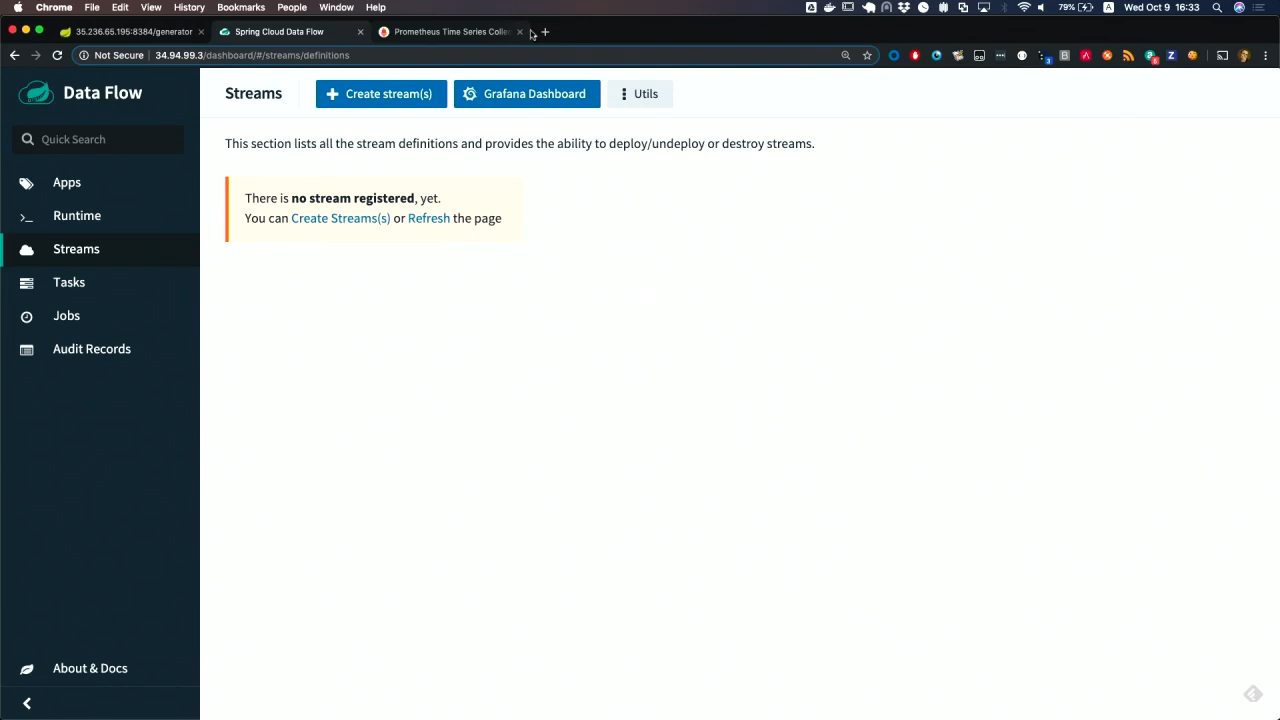 Chrome File Edit View History Bookmarks People Window Help
79% Wed Oct 9 16:33
35.236.65.195:8384/generator
Spring Cloud Data Flow
Prometheus Time Series Colle
Not Secure 34.94.99.3/dashboard/#/streams/definitions
Data Flow
Quick Search
Apps
Runtime
Streams
Tasks
Jobs
Audit Records
About & Docs
Streams
Create stream(s)
Grafana Dashboard
Utils
This section lists all the stream definitions and provides the ability to deploy/undeploy or destroy streams.
There is no stream registered, yet.
You can Create Streams(s) or Refresh the page